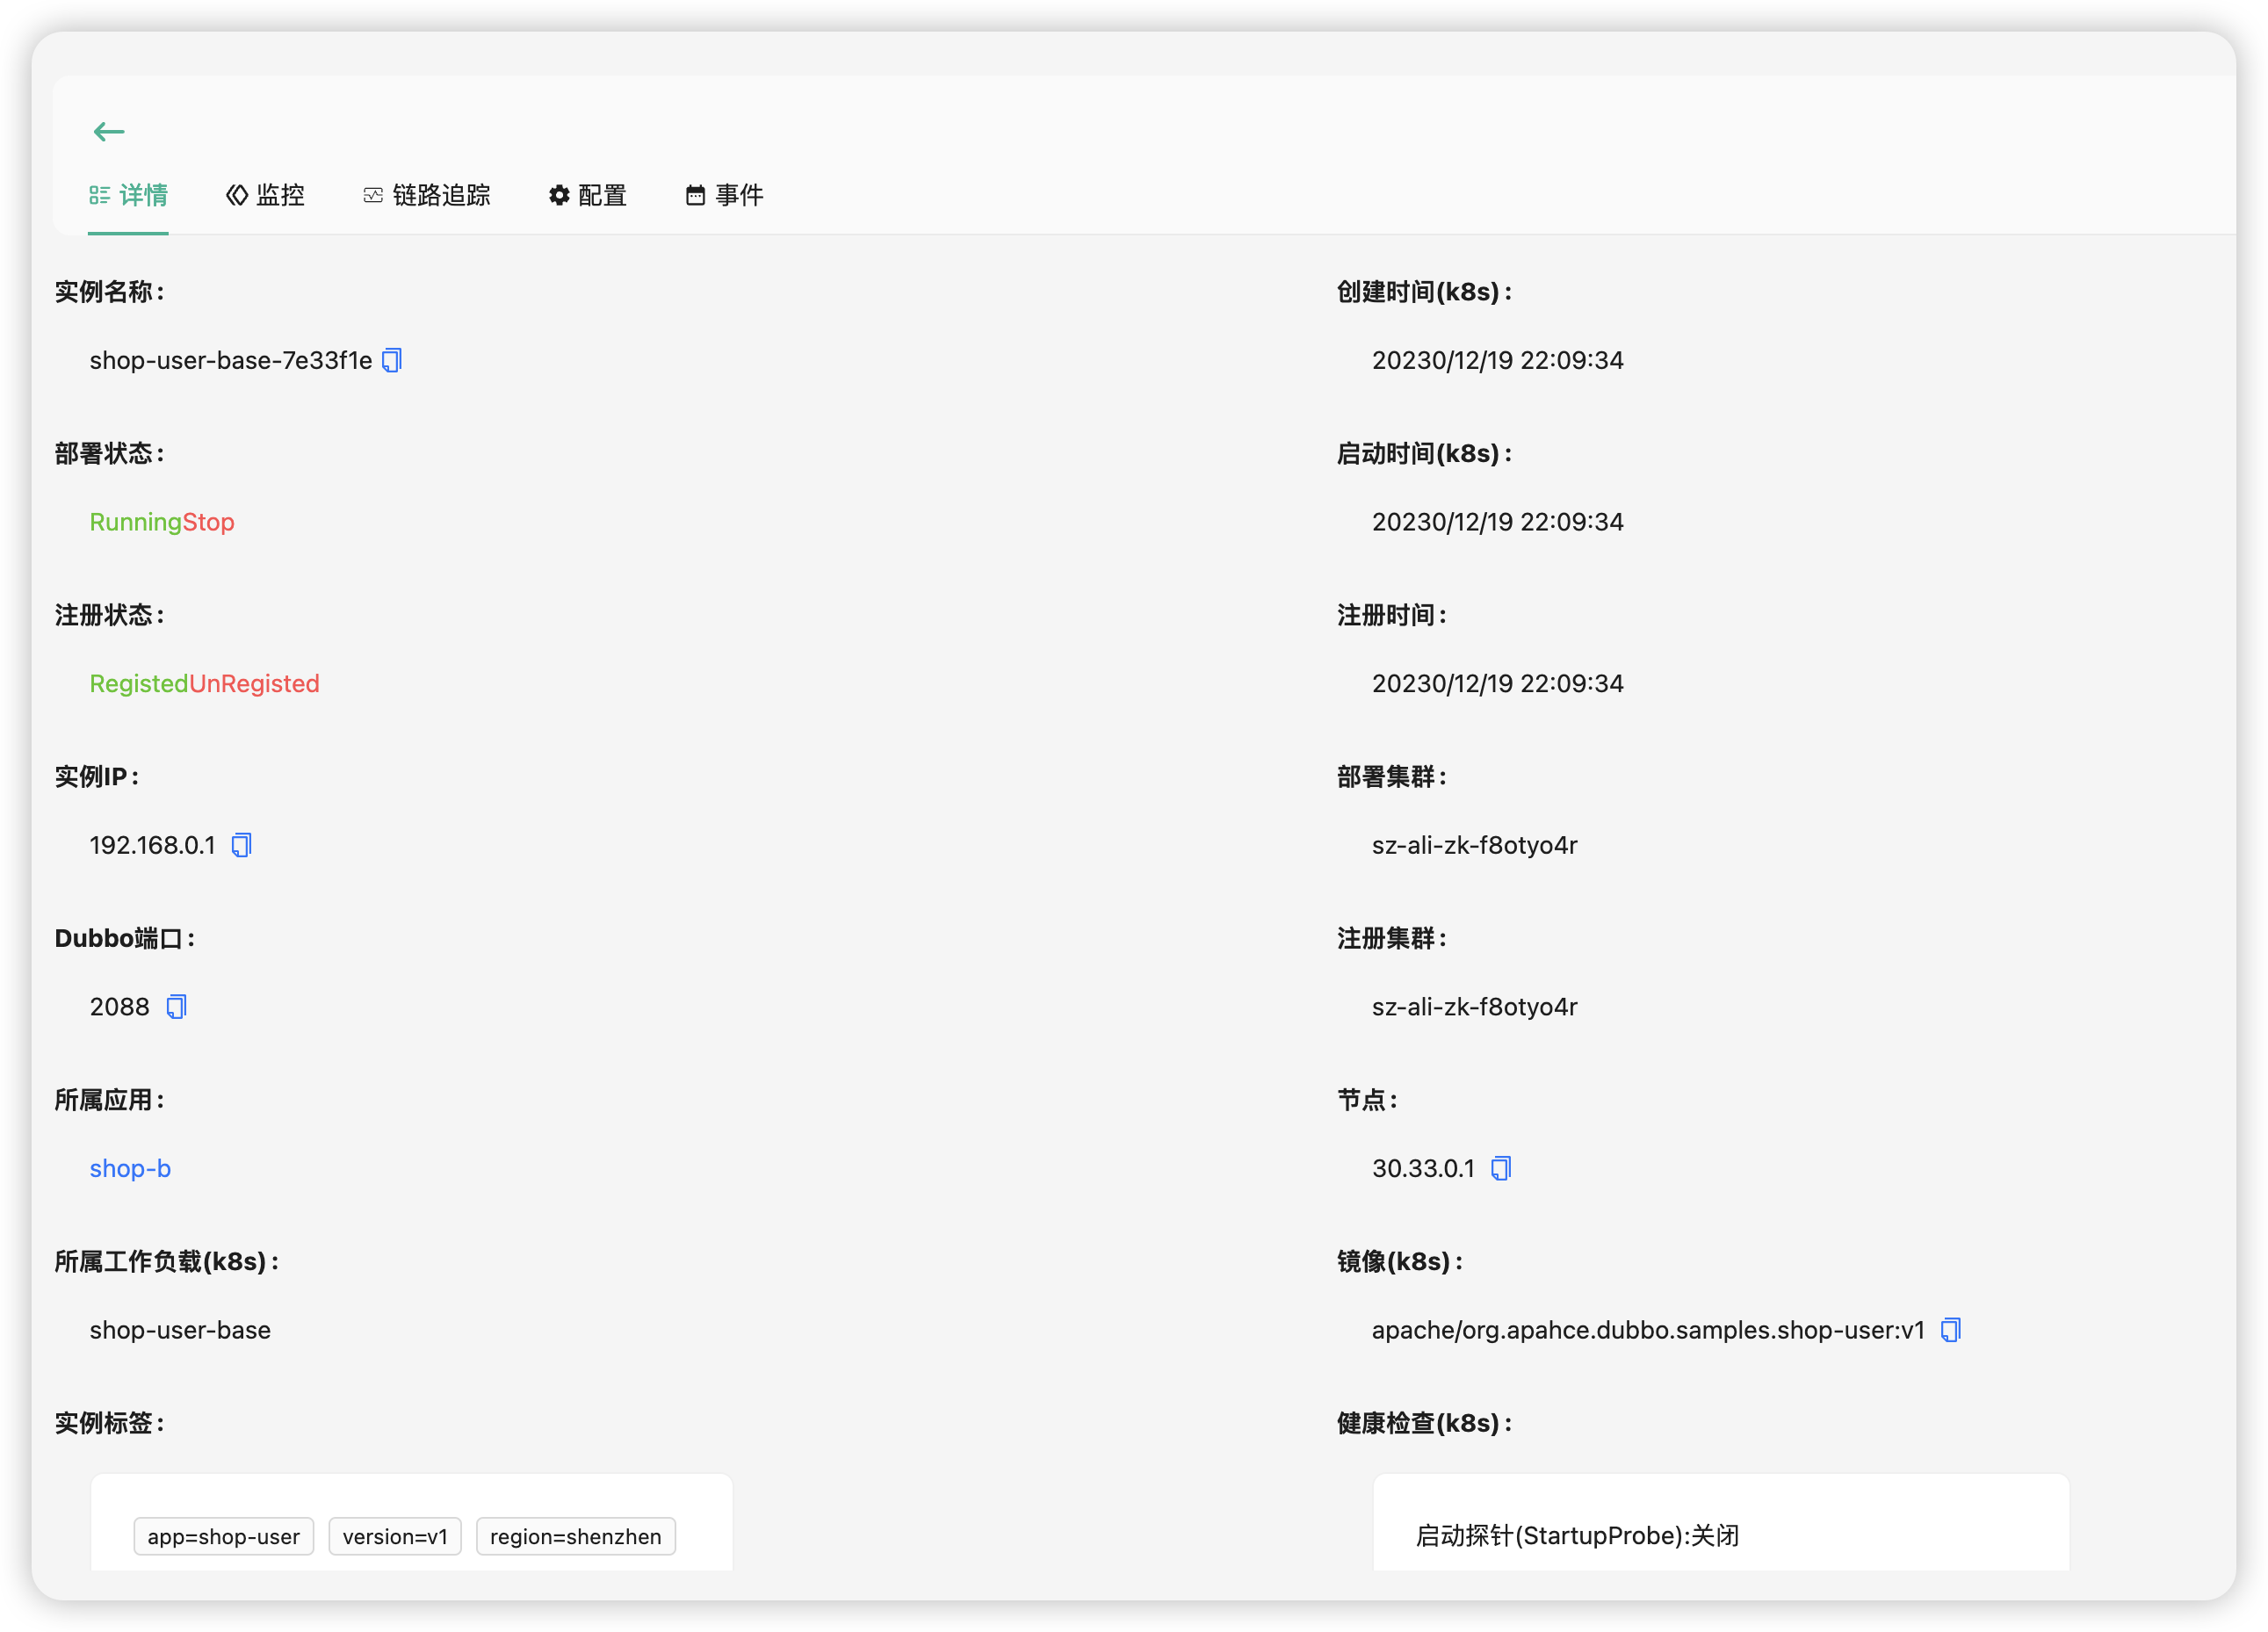 详情 监控 链路追踪 配置 事件
实例名称: 创建时间(k8s):
shop-user-base-7e33f1e 20230/12/19 22:09:34
部署状态: 启动时间(k8s):
RunningStop 20230/12/19 22:09:34
注册状态: 注册时间:
RegistedUnRegisted 20230/12/19 22:09:34
实例IP: 部署集群:
192.168.0.1 sz-ali-zk-f8otyo4r
Dubbo端口: 注册集群:
2088 sz-ali-zk-f8otyo4r
所属应用: 节点:
shop-b 30.33.0.1
所属工作负载(k8s): 镜像(k8s):
shop-user-base apache/org.apahce.dubbo.samples.shop-user:v1
实例标签: 健康检查(k8s):
app=shop-user version=v1 region=shenzhen 启动探针(StartupProbe):关闭